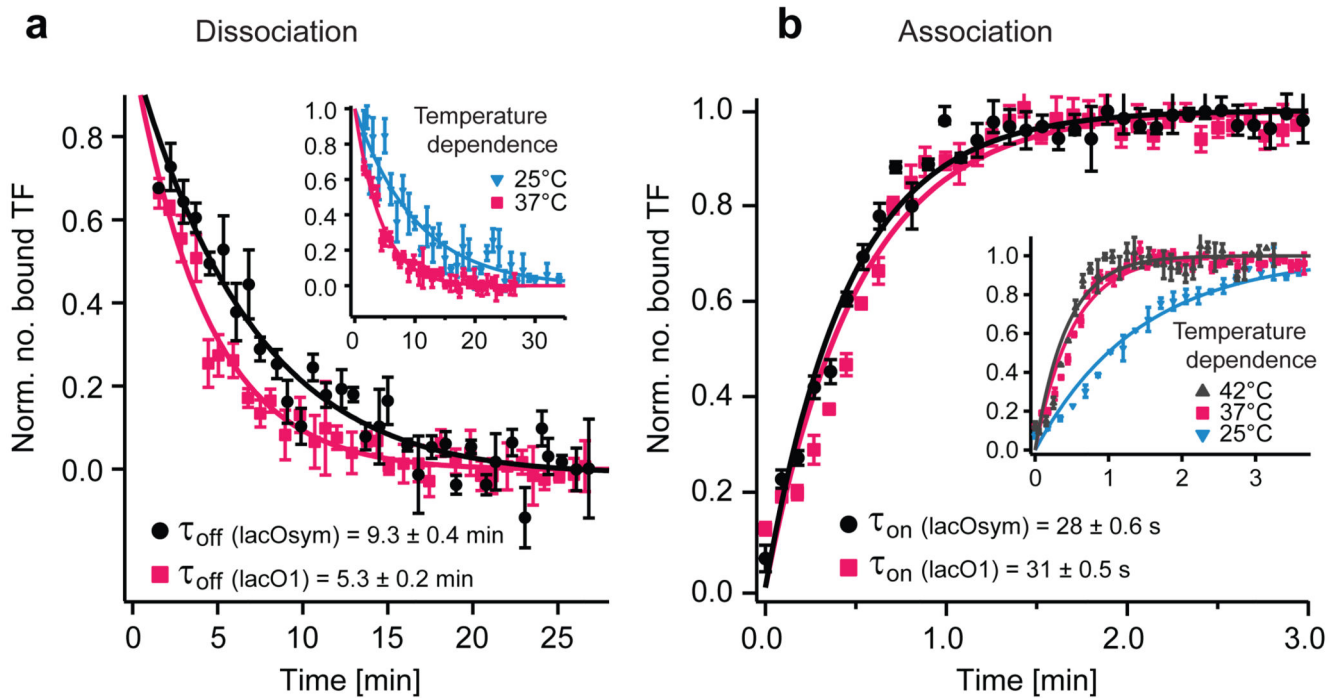 a
Dissociation
Norm. no. bound TF
0.8
0.6
0.4
0.2
0.0
0
5
10
15
20
25
Time [min]
τoff (lacOsym) = 9.3 ± 0.4 min
τoff (lacO1) = 5.3 ± 0.2 min
1.0
0.8
0.6
0.4
0.2
0.0
0
10
20
30
Temperature
dependence
25°C
37°C
b
Association
Norm. no. bound TF
1.0
0.8
0.6
0.4
0.2
0.0
0.0
1.0
2.0
3.0
Time [min]
τon (lacOsym) = 28 ± 0.6 s
τon (lacO1) = 31 ± 0.5 s
1.0
0.8
0.6
0.4
0.2
0.0
0
1
2
3
Temperature
dependence
42°C
37°C
25°C